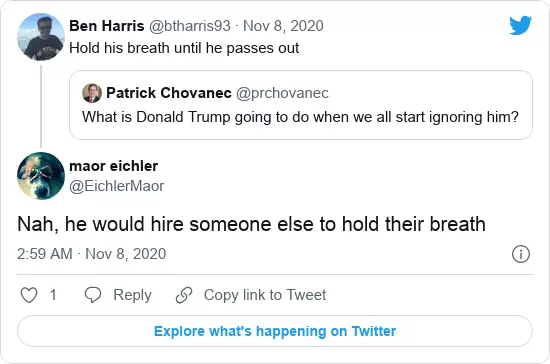 Ben Harris @btharris93 · Nov 8, 2020
Hold his breath until he passes out
Patrick Chovanec @prchovanec
What is Donald Trump going to do when we all start ignoring him?
maor eichler
@EichlerMaor
Nah, he would hire someone else to hold their breath
2:59 AM · Nov 8, 2020
1 Reply Copy link to Tweet
Explore what's happening on Twitter